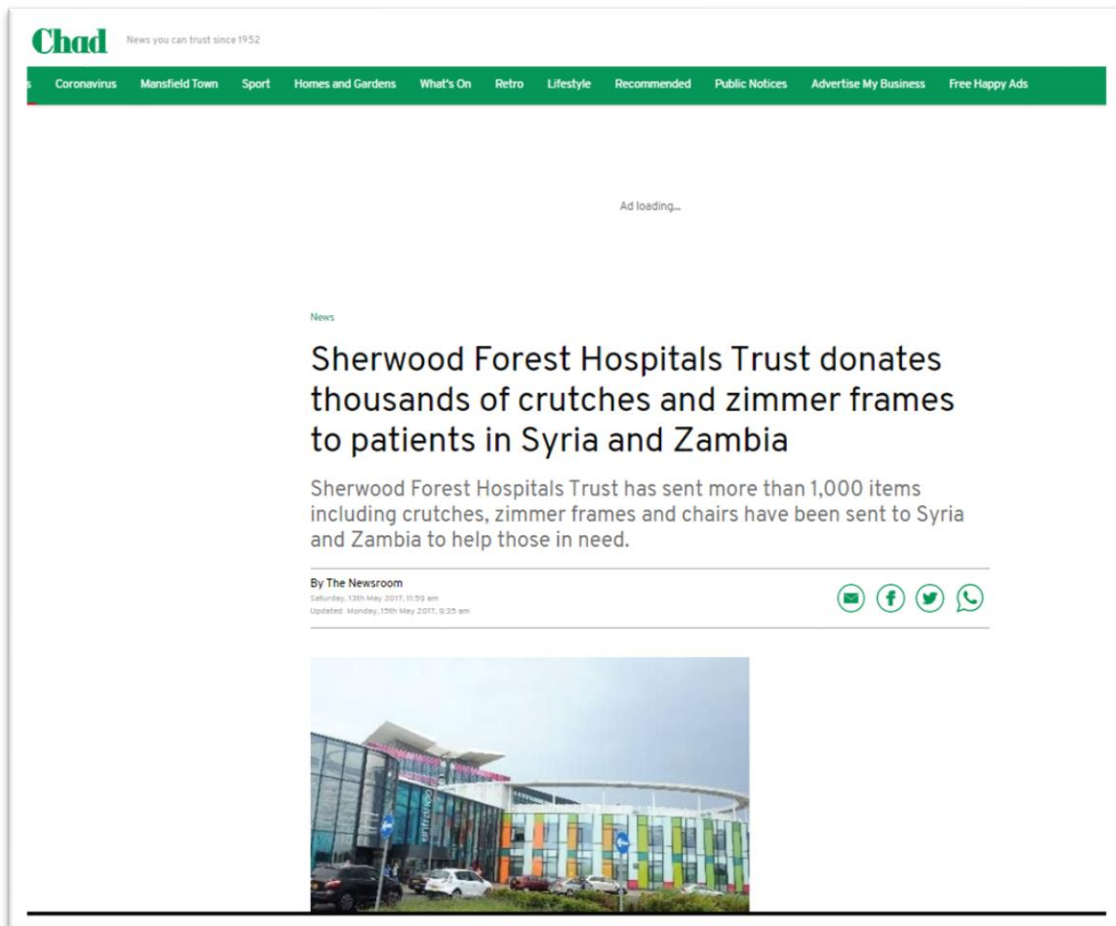 Chad
News you can trust since 1952
s Coronavirus Mansfield Town Sport Homes and Gardens What's On Retro Lifestyle Recommended Public Notices Advertise My Business Free Happy Ads
Ad loading...
News
Sherwood Forest Hospitals Trust donates
thousands of crutches and zimmer frames
to patients in Syria and Zambia
Sherwood Forest Hospitals Trust has sent more than 1,000 items
including crutches, zimmer frames and chairs have been sent to Syria
and Zambia to help those in need.
By The Newsroom
Saturday, 13th May 2017, 11:59 am
Updated Monday, 15th May 2017, 9:35 am
entrance